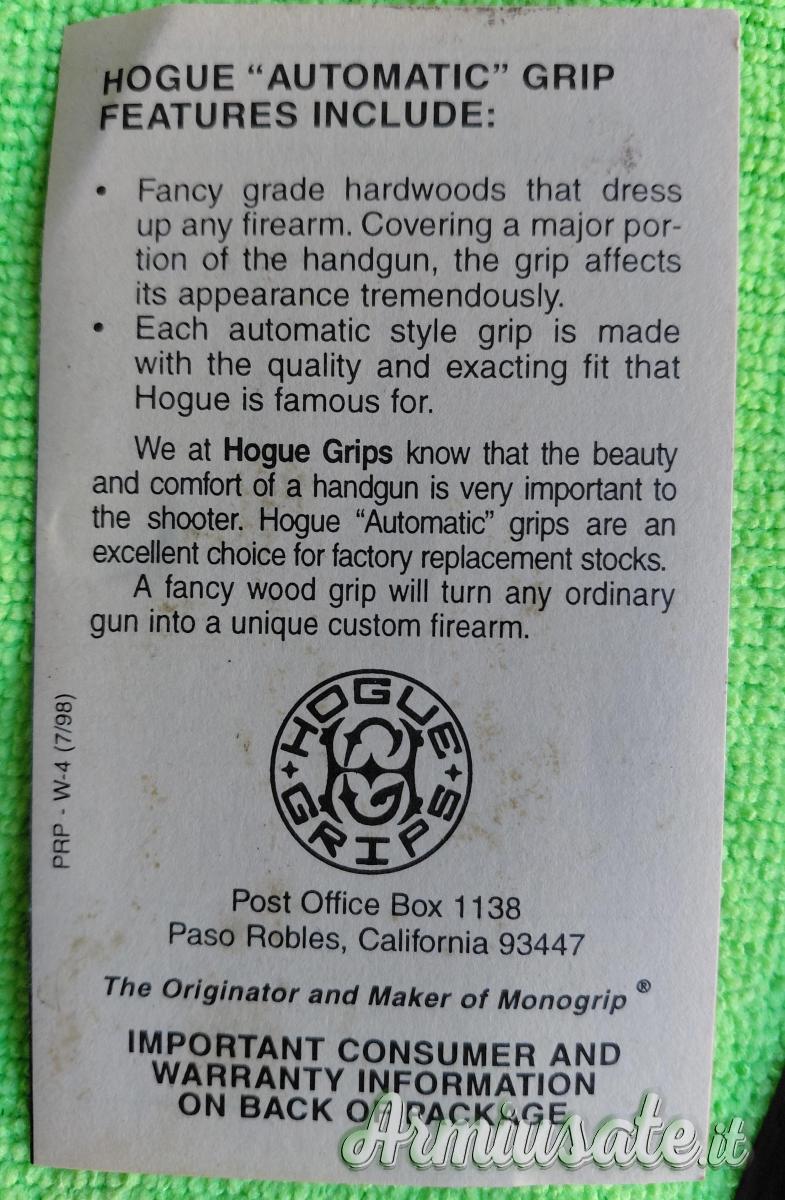 HOGUE “AUTOMATIC” GRIP
FEATURES INCLUDE:
• Fancy grade hardwoods that dress
up any firearm. Covering a major por-
tion of the handgun, the grip affects
its appearance tremendously.
• Each automatic style grip is made
with the quality and exacting fit that
Hogue is famous for.
We at Hogue Grips know that the beauty
and comfort of a handgun is very important to
the shooter. Hogue “Automatic” grips are an
excellent choice for factory replacement stocks.
A fancy wood grip will turn any ordinary
gun into a unique custom firearm.
PRP - W-4 (7/98)
HOGUE
GRIPS
Post Office Box 1138
Paso Robles, California 93447
The Originator and Maker of Monogrip ®
IMPORTANT CONSUMER AND
WARRANTY INFORMATION
ON BACK OF PACKAGE
Armiusate.it